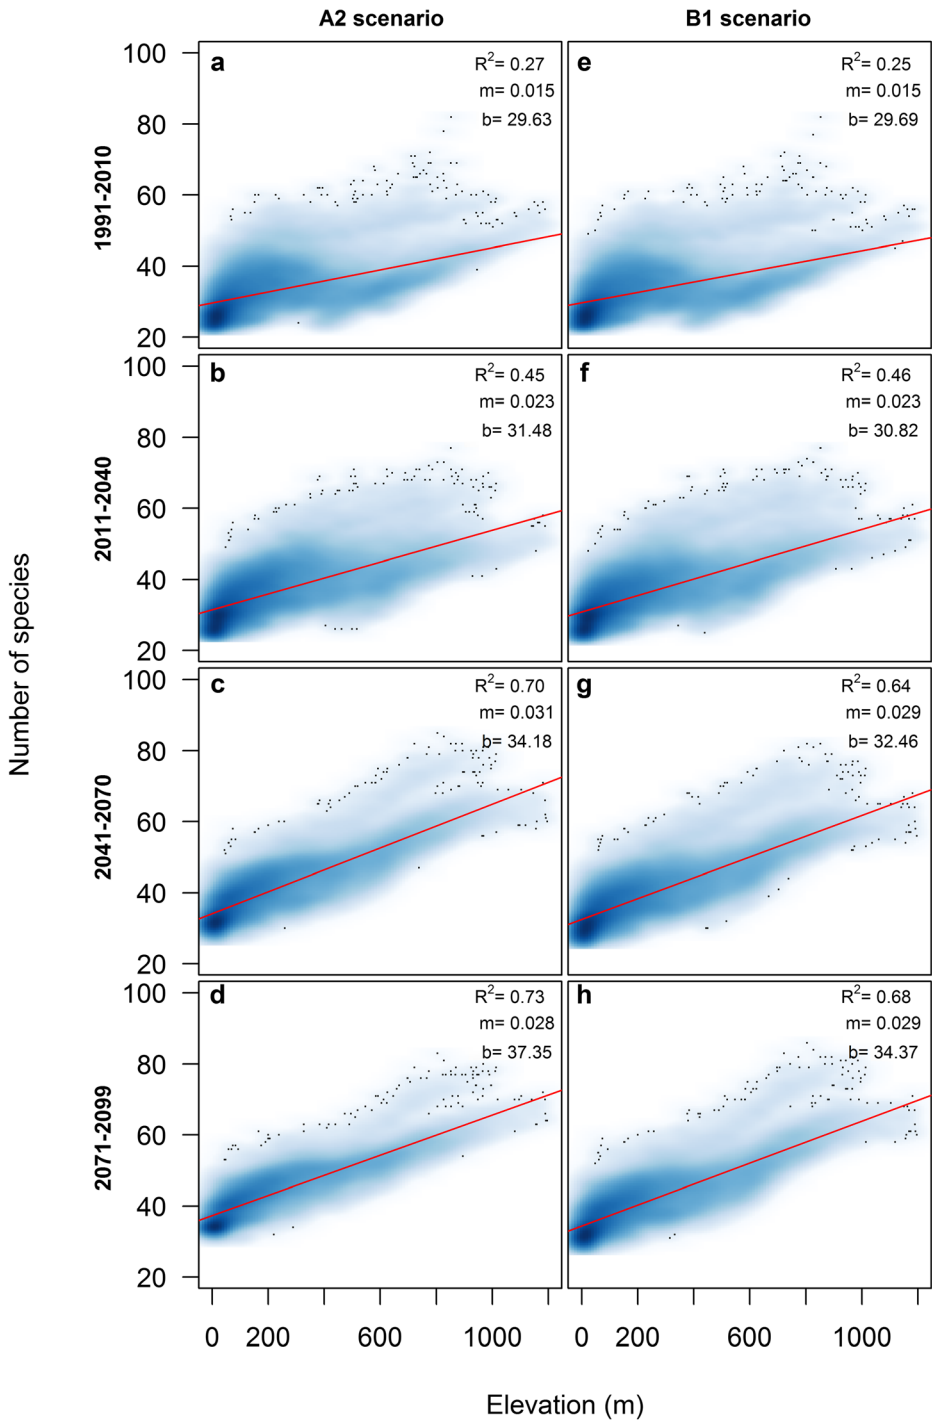 A2 scenario
B1 scenario
Number of species
1991-2010
100
80
60
40
20
a
R2= 0.27
m= 0.015
b= 29.63
e
R2= 0.25
m= 0.015
b= 29.69
2011-2040
100
80
60
40
20
b
R2= 0.45
m= 0.023
b= 31.48
f
R2= 0.46
m= 0.023
b= 30.82
2041-2070
100
80
60
40
20
c
R2= 0.70
m= 0.031
b= 34.18
g
R2= 0.64
m= 0.029
b= 32.46
2071-2099
100
80
60
40
20
d
R2= 0.73
m= 0.028
b= 37.35
h
R2= 0.68
m= 0.029
b= 34.37
0 200 600 1000
0 200 600 1000
Elevation (m)